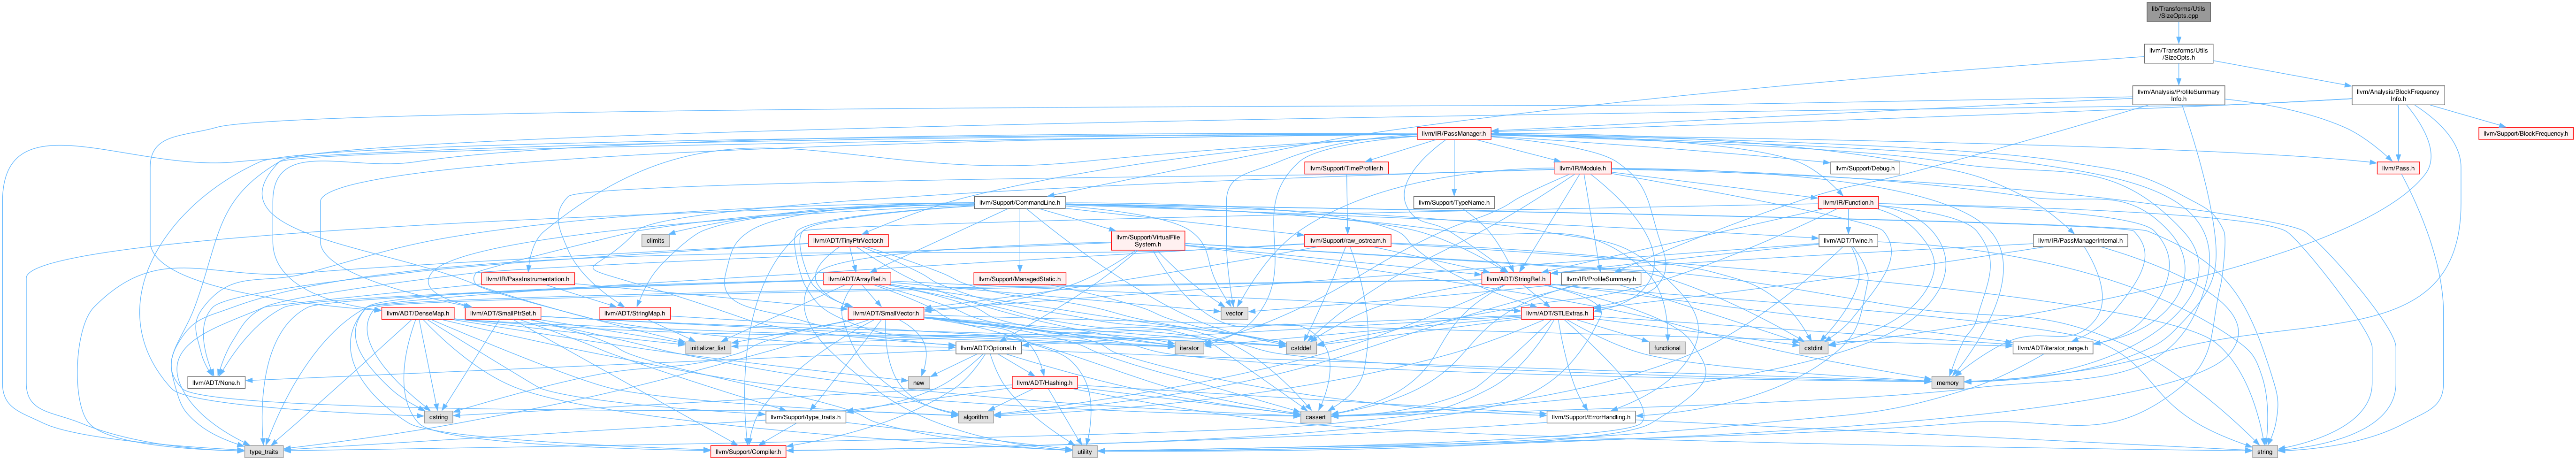 lib/Transforms/Utils
/SizeOpts.cpp
llvm/Transforms/Utils
/SizeOpts.h
llvm/Analysis/ProfileSummary
Info.h
llvm/Analysis/BlockFrequency
Info.h
llvm/IR/PassManager.h
llvm/Support/BlockFrequency.h
llvm/Support/TimeProfiler.h
llvm/IR/Module.h
llvm/Support/Debug.h
llvm/Pass.h
llvm/Support/CommandLine.h
llvm/Support/TypeName.h
llvm/IR/Function.h
climits
llvm/ADT/TinyPtrVector.h
llvm/Support/VirtualFile
System.h
llvm/Support/raw_ostream.h
llvm/ADT/Twine.h
llvm/IR/PassManagerInternal.h
llvm/IR/PassInstrumentation.h
llvm/ADT/ArrayRef.h
llvm/Support/ManagedStatic.h
llvm/ADT/StringRef.h
llvm/IR/ProfileSummary.h
llvm/ADT/DenseMap.h
llvm/ADT/SmallPtrSet.h
llvm/ADT/StringMap.h
llvm/ADT/SmallVector.h
vector
llvm/ADT/STLExtras.h
initializer_list
llvm/ADT/Optional.h
iterator
cstddef
functional
cstdint
llvm/ADT/iterator_range.h
llvm/ADT/None.h
new
llvm/ADT/Hashing.h
memory
cstring
llvm/Support/type_traits.h
algorithm
cassert
llvm/Support/ErrorHandling.h
type_traits
llvm/Support/Compiler.h
utility
string